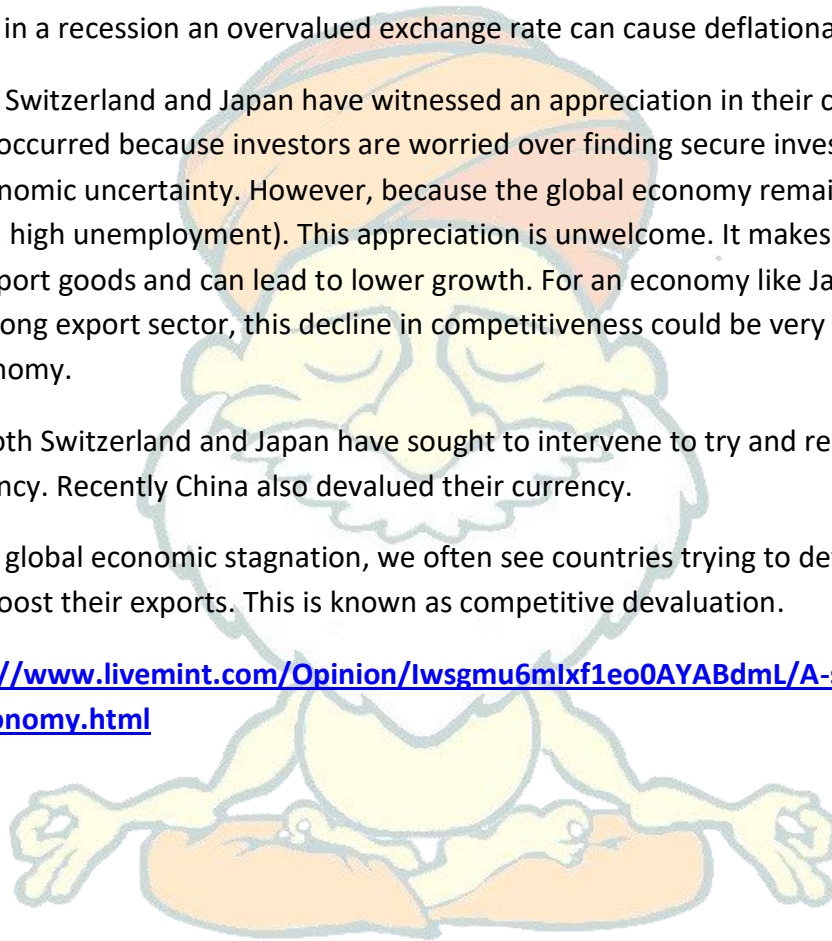 in a recession an overvalued exchange rate can cause deflationa
Switzerland and Japan have witnessed an appreciation in their c
occurred because investors are worried over finding secure inves
nomic uncertainty. However, because the global economy remai
high unemployment). This appreciation is unwelcome. It makes
port goods and can lead to lower growth. For an economy like Ja
ong export sector, this decline in competitiveness could be very
nomy.
oth Switzerland and Japan have sought to intervene to try and re
ncy. Recently China also devalued their currency.
global economic stagnation, we often see countries trying to de
oost their exports. This is known as competitive devaluation.
//www.livemint.com/Opinion/Iwsgmu6mIxf1eo0AYABdmL/A-s
onomy.html